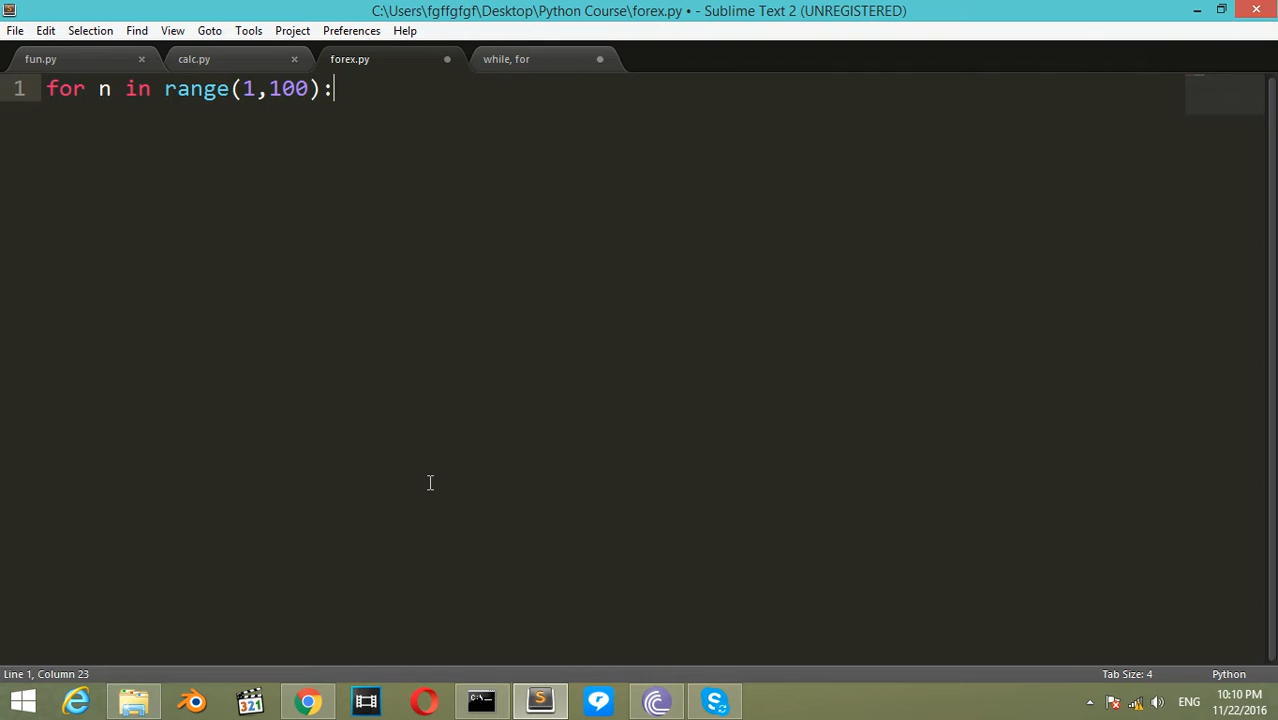 C:\Users\fgffgfgf\Desktop\Python Course\forex.py • - Sublime Text 2 (UNREGISTERED)
File Edit Selection Find View Goto Tools Project Preferences Help
fun.py calc.py forex.py while, for
1 for n in range(1,100):
Line 1, Column 23 Tab Size: 4 Python
321
ENG
10:10 PM
11/22/2016